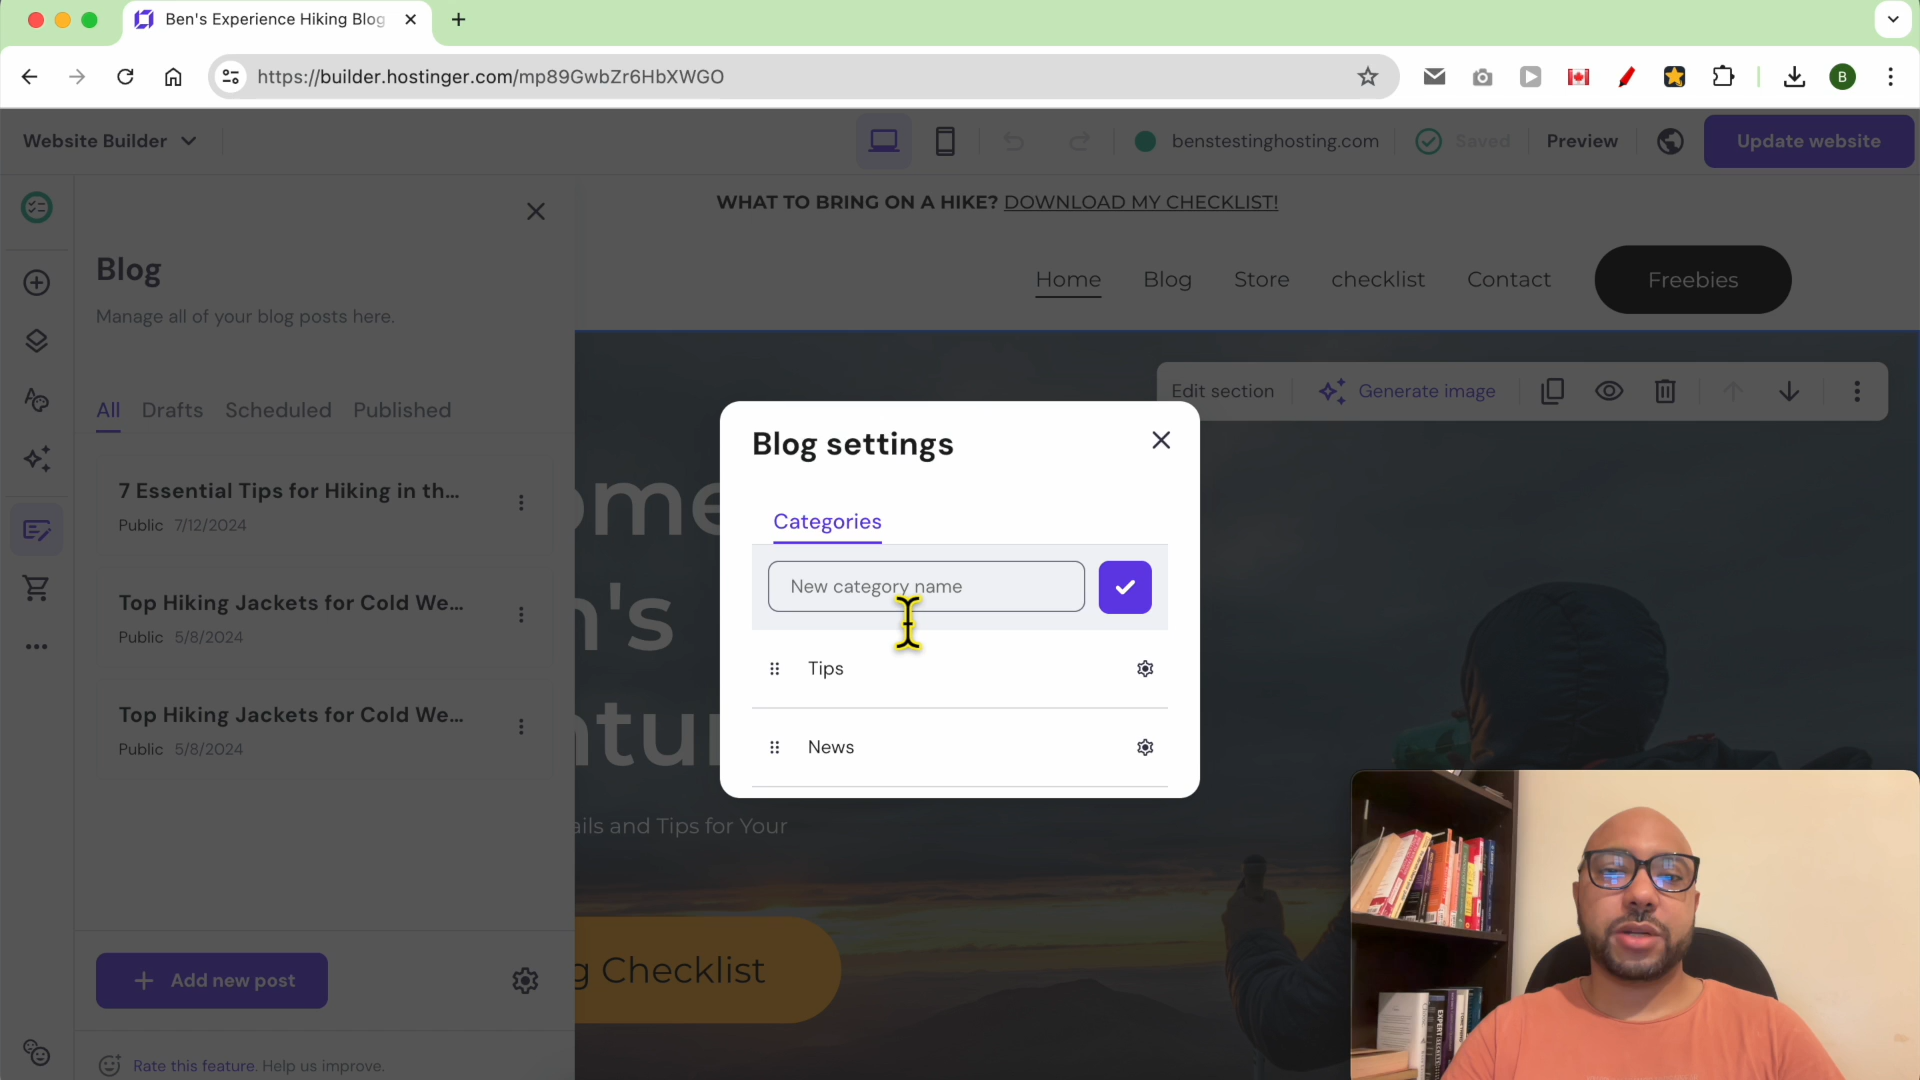 Ben's Experience Hiking Blog
https://builder.hostinger.com/mp89GwbZr6HbXWGO
B
Website Builder
benstestinghosting.com
Saved
Preview
Update website
WHAT TO BRING ON A HIKE? DOWNLOAD MY CHECKLIST!
Home Blog Store checklist Contact Freebies
Blog
Manage all of your blog posts here.
All Drafts Scheduled Published
7 Essential Tips for Hiking in th...
Public 7/12/2024
Top Hiking Jackets for Cold We...
Public 5/8/2024
Top Hiking Jackets for Cold We...
Public 5/8/2024
Add new post
Rate this feature. Help us improve.
Edit section
Generate image
ome
n's
ntur
ails and Tips for Your
g Checklist
Blog settings
Categories
New category name
Tips
News